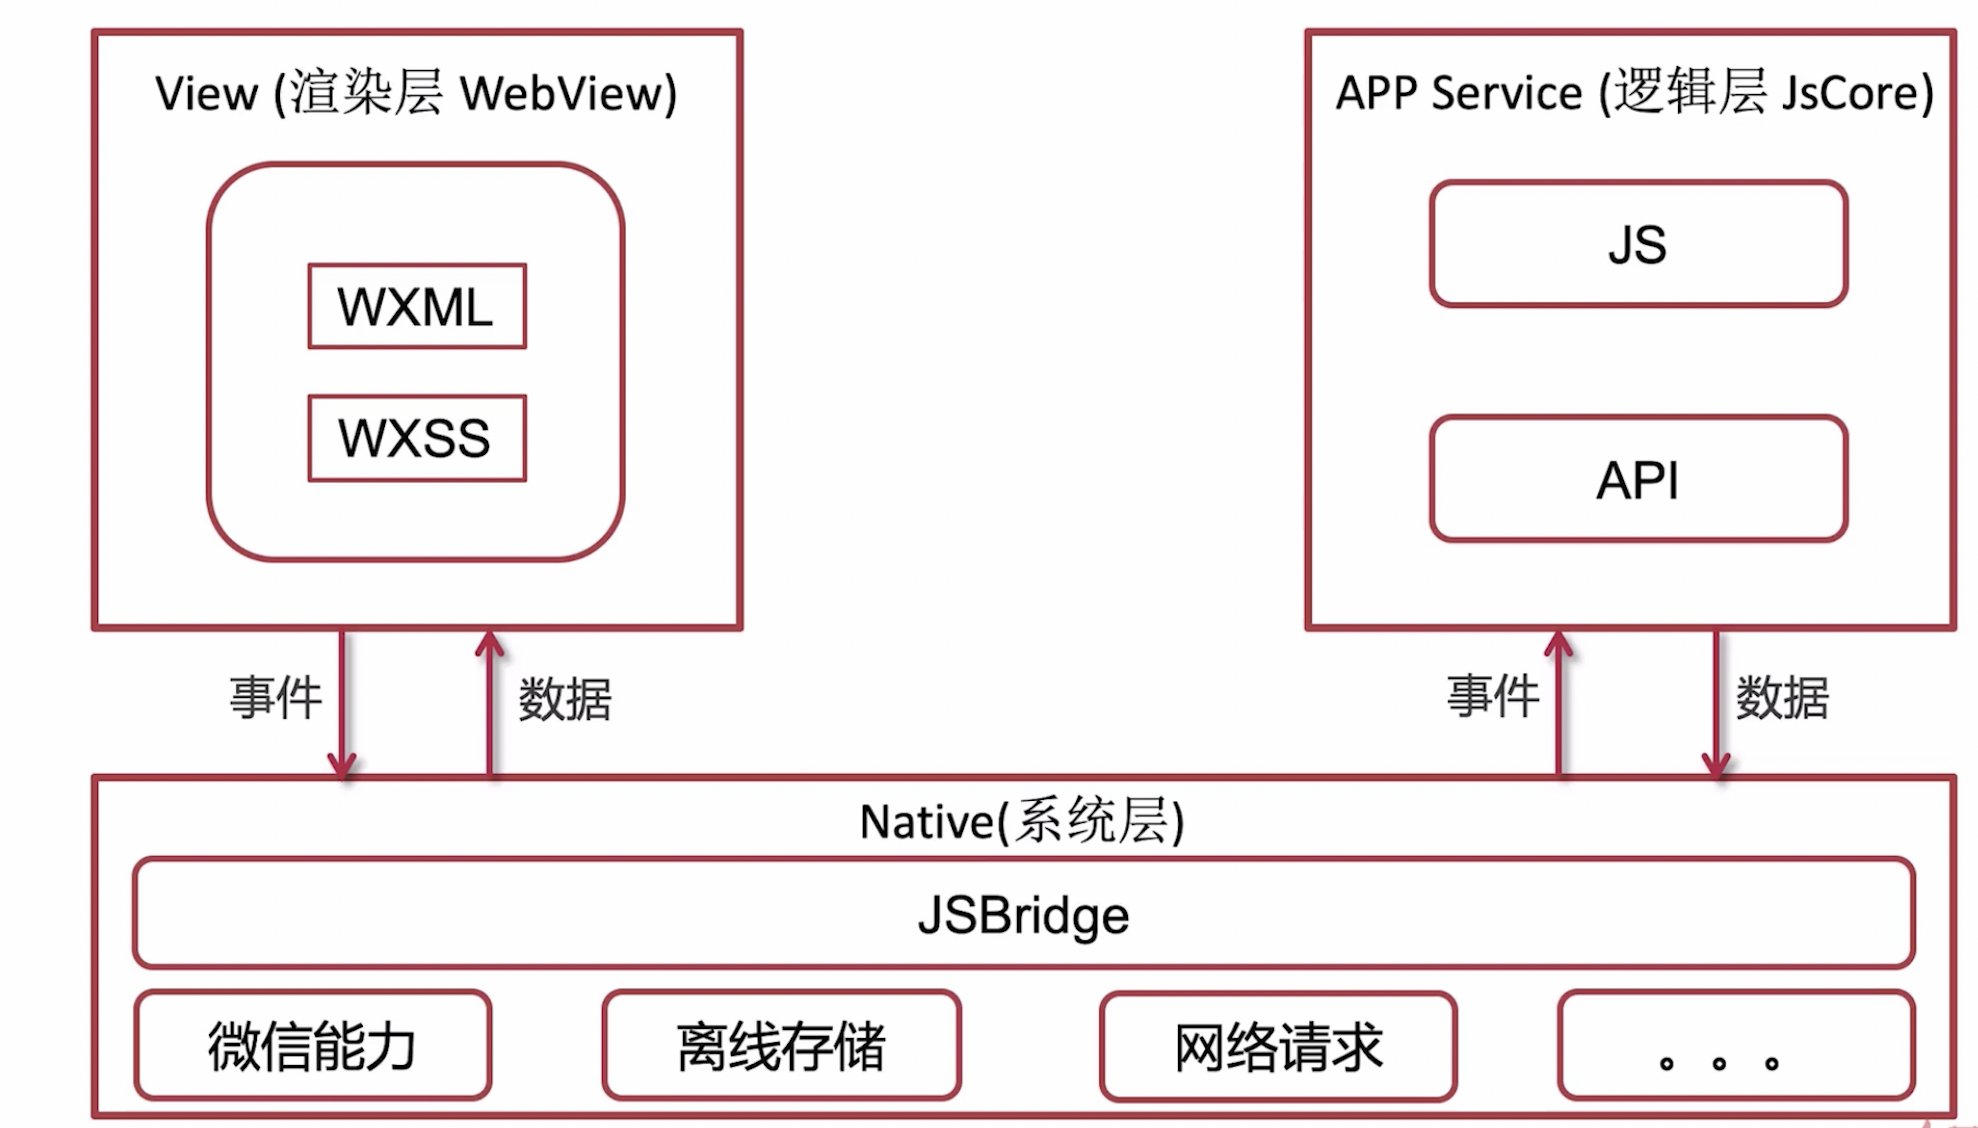 View (渲染层 WebView)
WXML
WXSS
APP Service (逻辑层 JsCore)
JS
API
事件
数据
事件
数据
Native(系统层)
JSBridge
微信能力
离线存储
网络请求
。。。